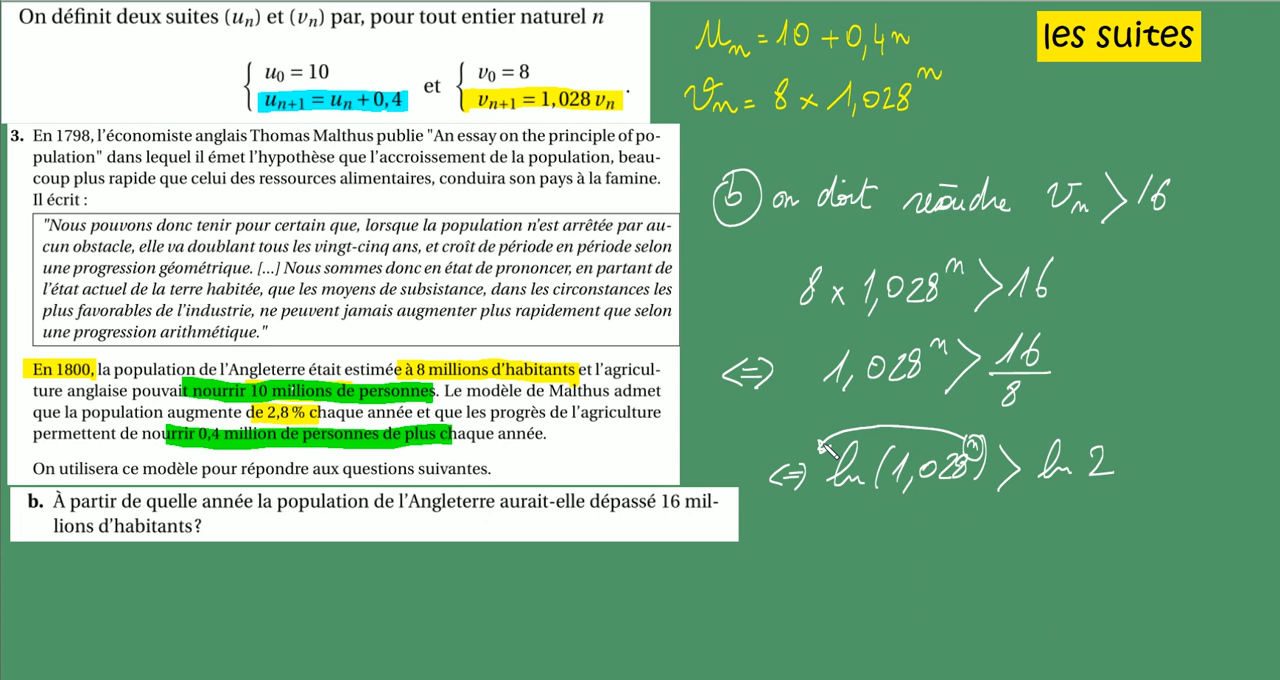 On définit deux suites (uₙ) et (vₙ) par, pour tout entier naturel n
{ u₀ = 10
uₙ₊₁ = uₙ + 0,4
et
{ v₀ = 8
vₙ₊₁ = 1,028 vₙ .
3. En 1798, l'économiste anglais Thomas Malthus publie "An essay on the principle of po-
pulation" dans lequel il émet l'hypothèse que l'accroissement de la population, beau-
coup plus rapide que celui des ressources alimentaires, conduira son pays à la famine.
Il écrit :
"Nous pouvons donc tenir pour certain que, lorsque la population n'est arrêtée par au-
cun obstacle, elle va doublant tous les vingt-cinq ans, et croît de période en période selon
une progression géométrique. [...] Nous sommes donc en état de prononcer, en partant de
l'état actuel de la terre habitée, que les moyens de subsistance, dans les circonstances les
plus favorables de l'industrie, ne peuvent jamais augmenter plus rapidement que selon
une progression arithmétique."
En 1800, la population de l'Angleterre était estimée à 8 millions d'habitants et l'agricul-
ture anglaise pouvait nourrir 10 millions de personnes. Le modèle de Malthus admet
que la population augmente de 2,8 % chaque année et que les progrès de l'agriculture
permettent de nourrir 0,4 million de personnes de plus chaque année.
On utilisera ce modèle pour répondre aux questions suivantes.
b. À partir de quelle année la population de l'Angleterre aurait-elle dépassé 16 mil-
lions d'habitants ?
les suites
uₙ = 10 + 0,4n
vₙ = 8 × 1,028ⁿ
b) on doit résoudre vₙ > 16
8 × 1,028ⁿ > 16
⇔ 1,028ⁿ > 16/8
⇔ ln(1,028ⁿ) > ln 2